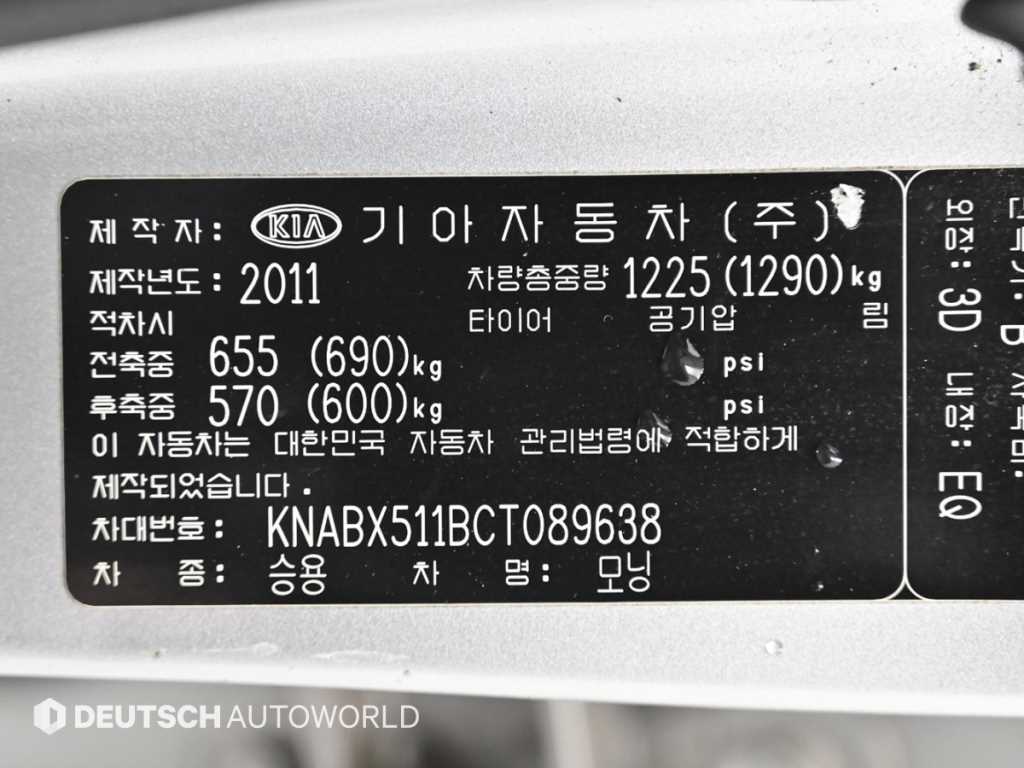 제 작 자 : KIA 기 아 자 동 차 ( 주 )
제작년도 : 2011 차량총중량 1225 (1290) kg
적차시 타이어 공기압 림
전축중 655 (690)kg psi
후축중 570 (600)kg psi
이 자동차는 대한민국 자동차 관리법령에 적합하게
제작되었습니다 .
차대번호 : KNABX511BCT089638
차 종 : 승용 차 명 : 모닝
외장: 3D 내장: EQ
DEUTSCH AUTOWORLD